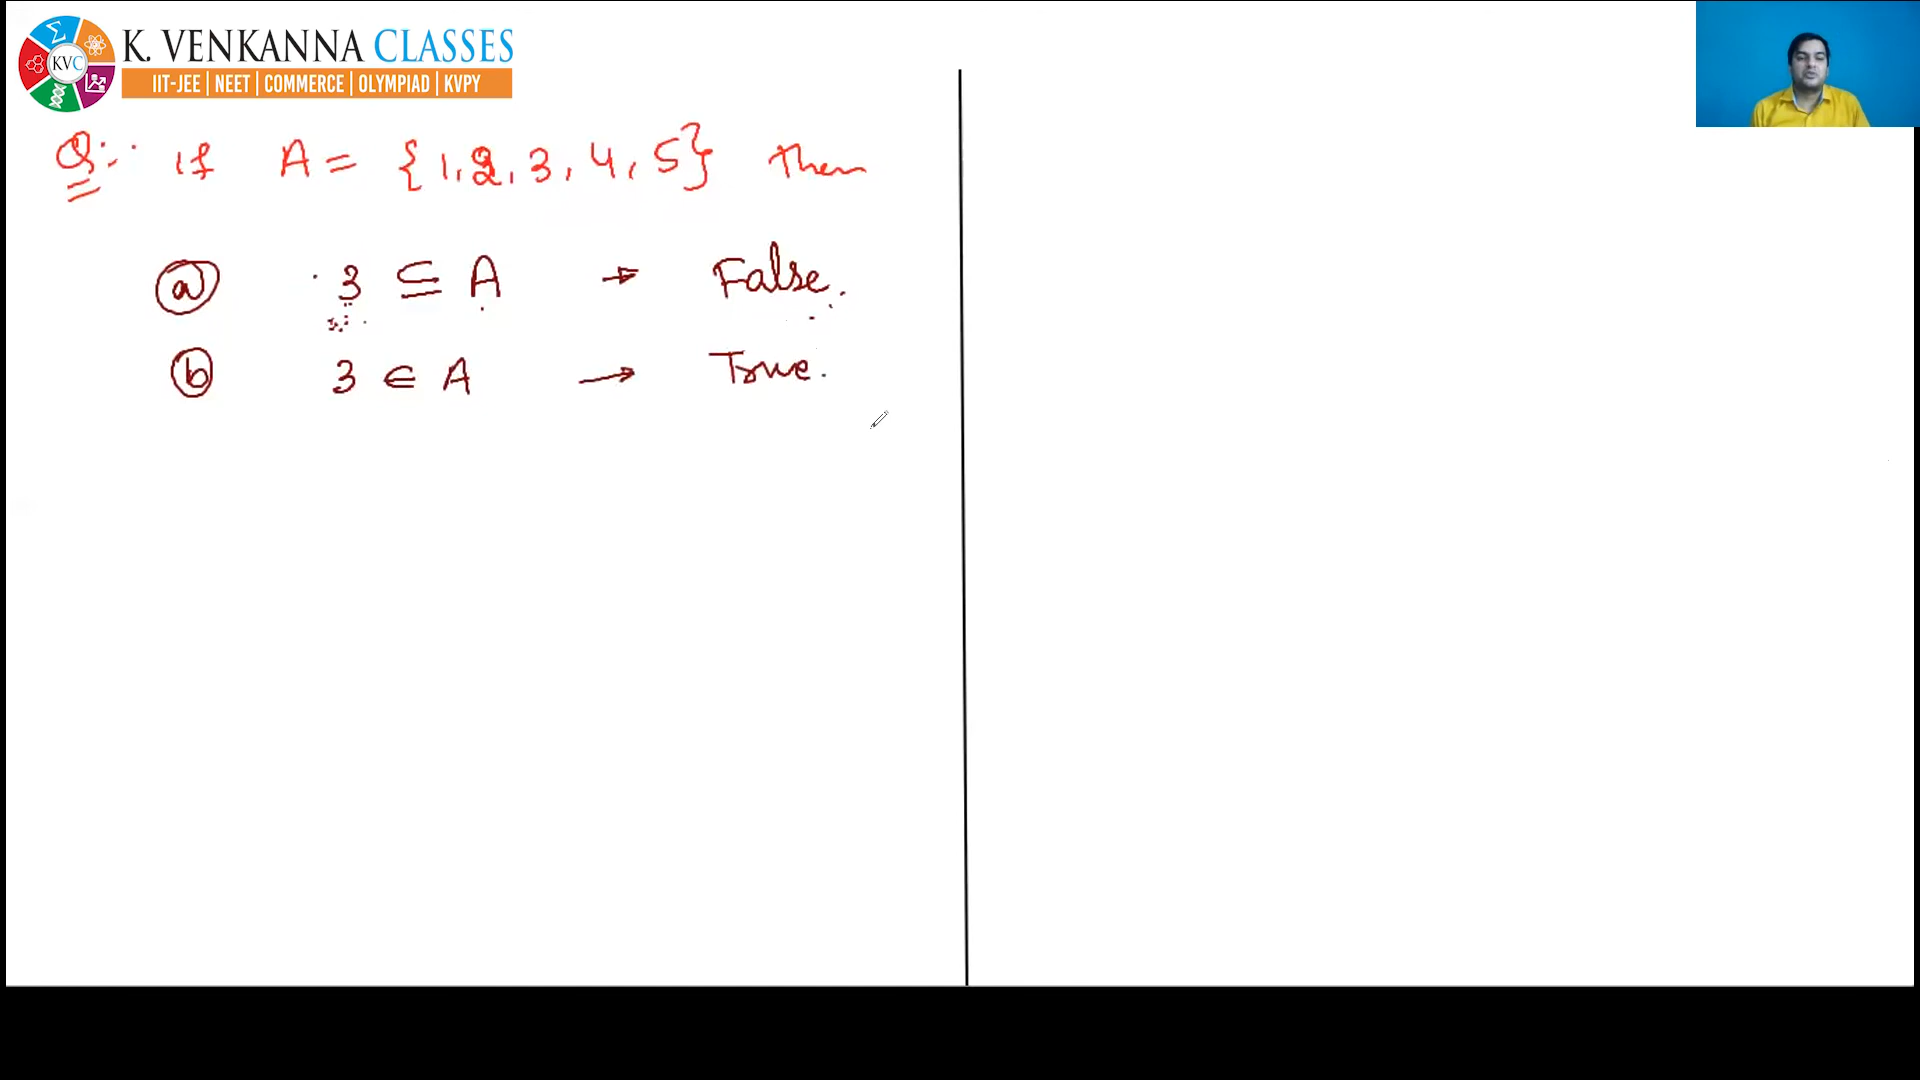 KVC
K. VENKANNA CLASSES
IIT-JEE | NEET | COMMERCE | OLYMPIAD | KVPY
Q:- if A = {1, 2, 3, 4, 5} then
(a) 3 ⊆ A → False.
(b) 3 ∈ A → True.